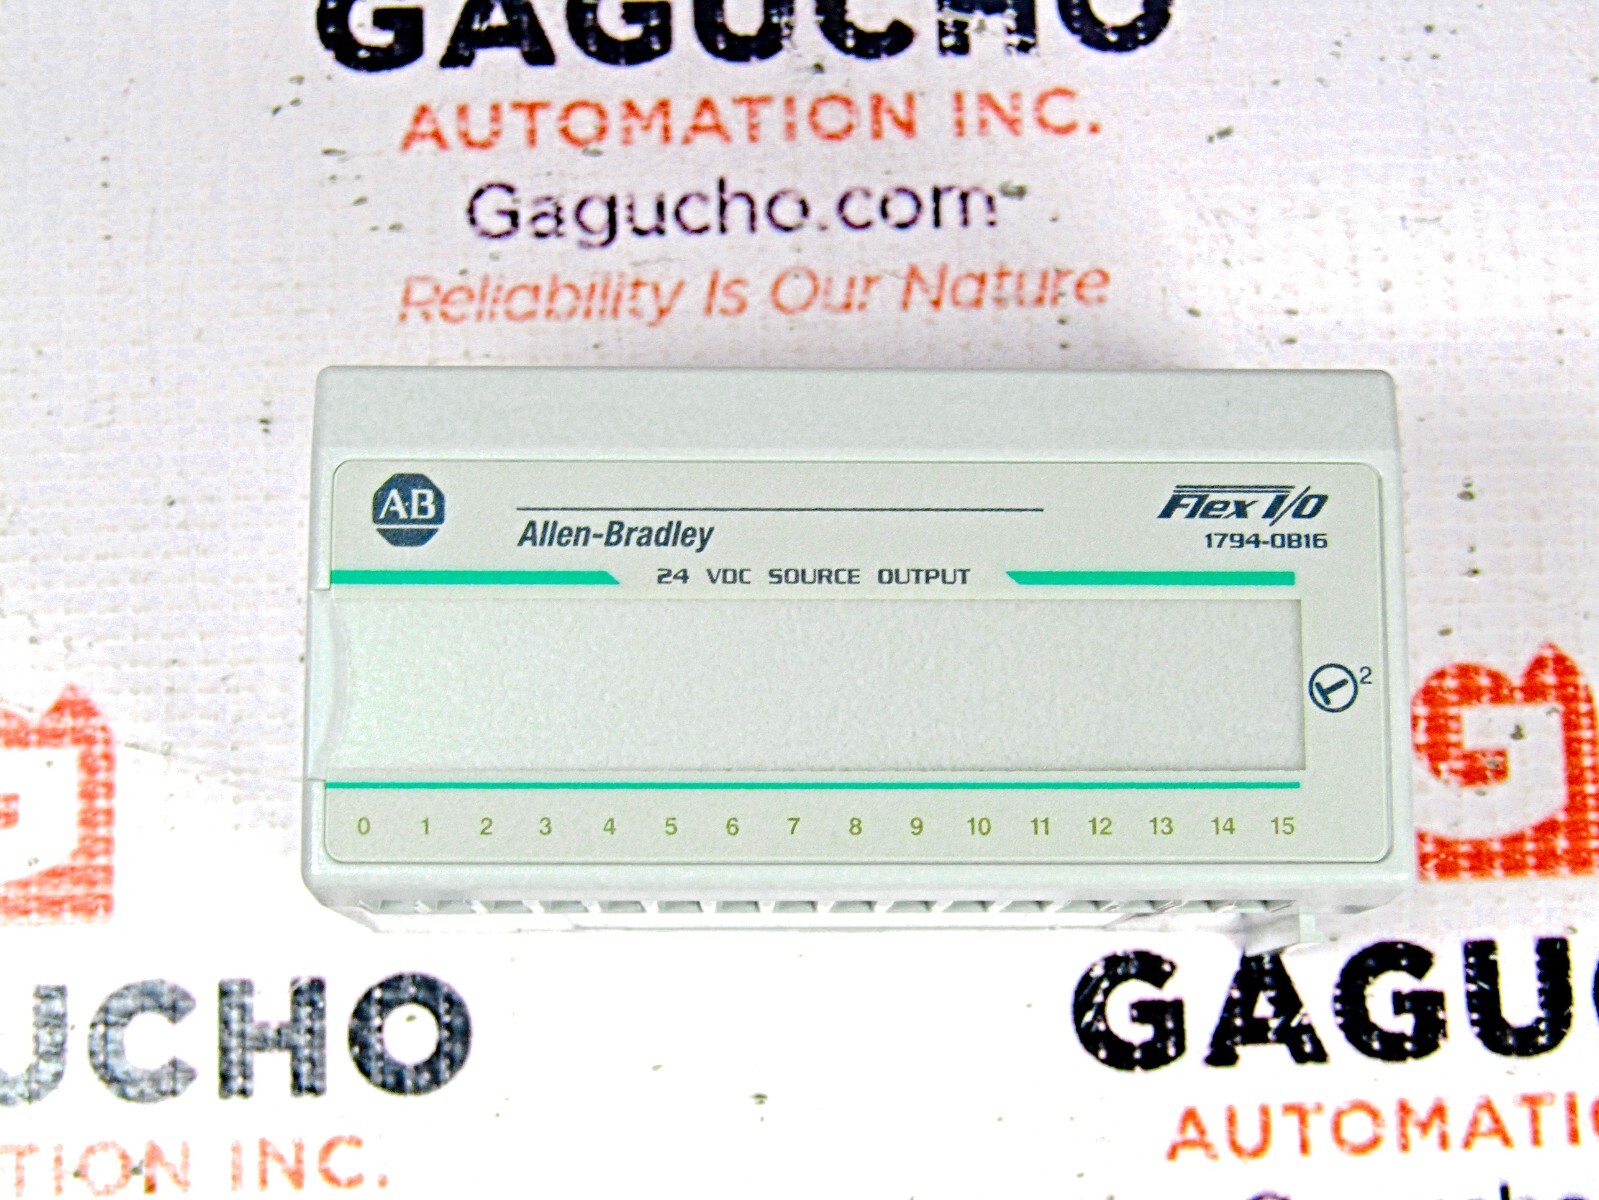 GAGUCHO
AUTOMATION INC.
Gagucho.com
Reliability Is Our Nature
AB
Allen-Bradley
Flex I/O
1794-OB16
24 VDC SOURCE OUTPUT
2
0 1 2 3 4 5 6 7 8 9 10 11 12 13 14 15
UCHO
TION INC.
GAGU
AUTOMATI